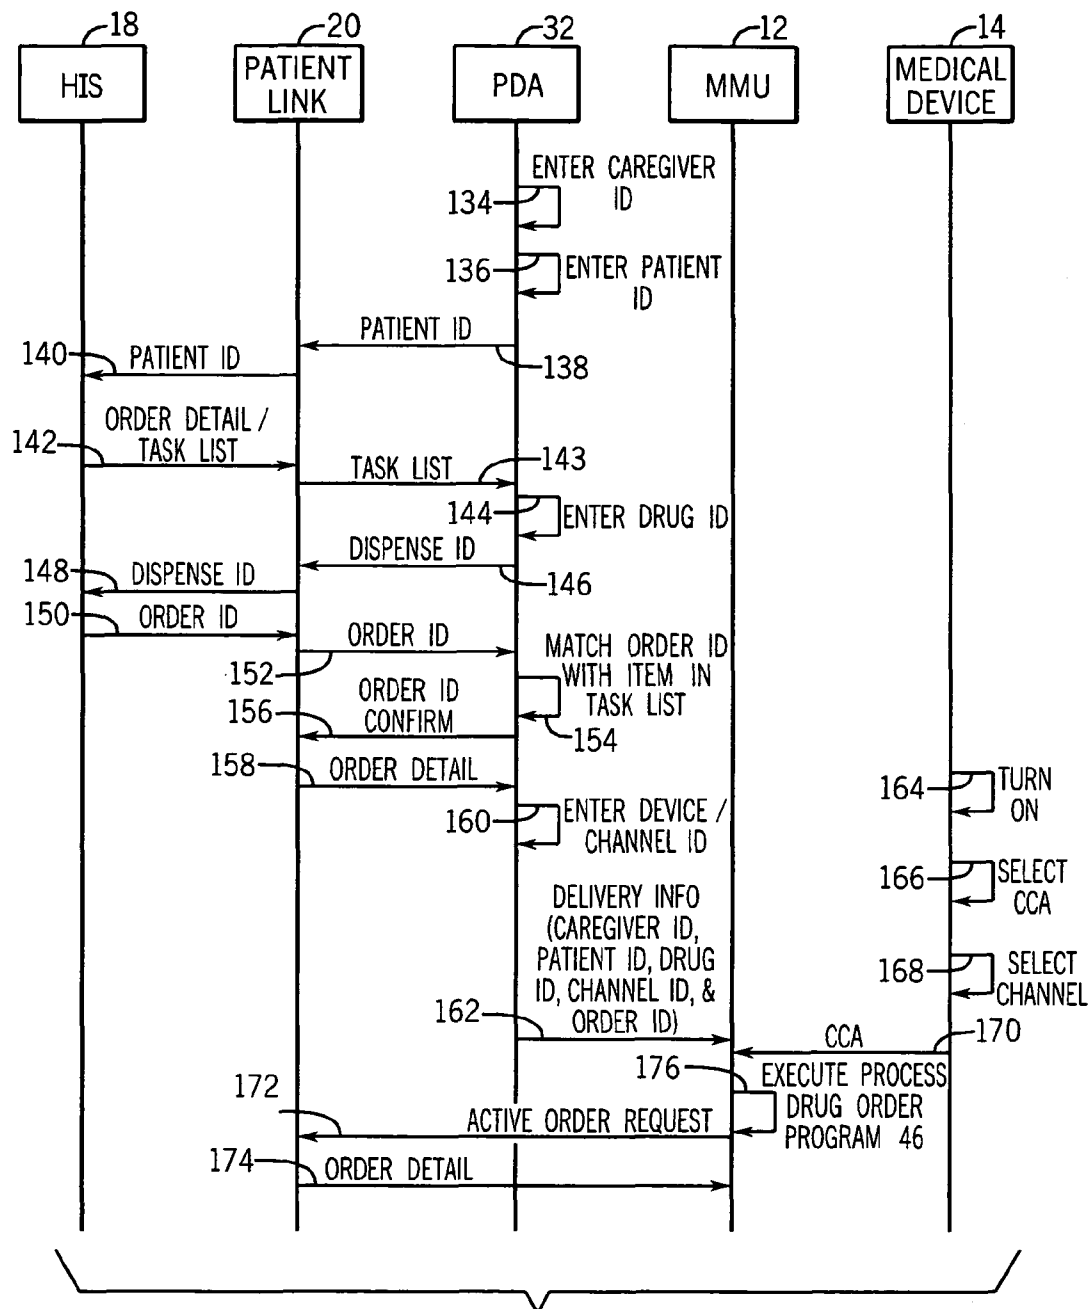 18
20
32
12
14
HIS
PATIENT
LINK
PDA
MMU
MEDICAL
DEVICE
ENTER CAREGIVER
ID
134
136
ENTER PATIENT
ID
PATIENT ID
138
140
PATIENT ID
ORDER DETAIL /
TASK LIST
142
TASK LIST
143
144
ENTER DRUG ID
DISPENSE ID
146
148
DISPENSE ID
150
ORDER ID
ORDER ID
152
MATCH ORDER ID
WITH ITEM IN
TASK LIST
154
ORDER ID
CONFIRM
156
158
ORDER DETAIL
160
ENTER DEVICE /
CHANNEL ID
164
TURN
ON
166
SELECT
CCA
168
SELECT
CHANNEL
DELIVERY INFO
(CAREGIVER ID,
PATIENT ID, DRUG
ID, CHANNEL ID, &
ORDER ID)
162
CCA
170
176
EXECUTE PROCESS
DRUG ORDER
PROGRAM 46
172
ACTIVE ORDER REQUEST
174
ORDER DETAIL